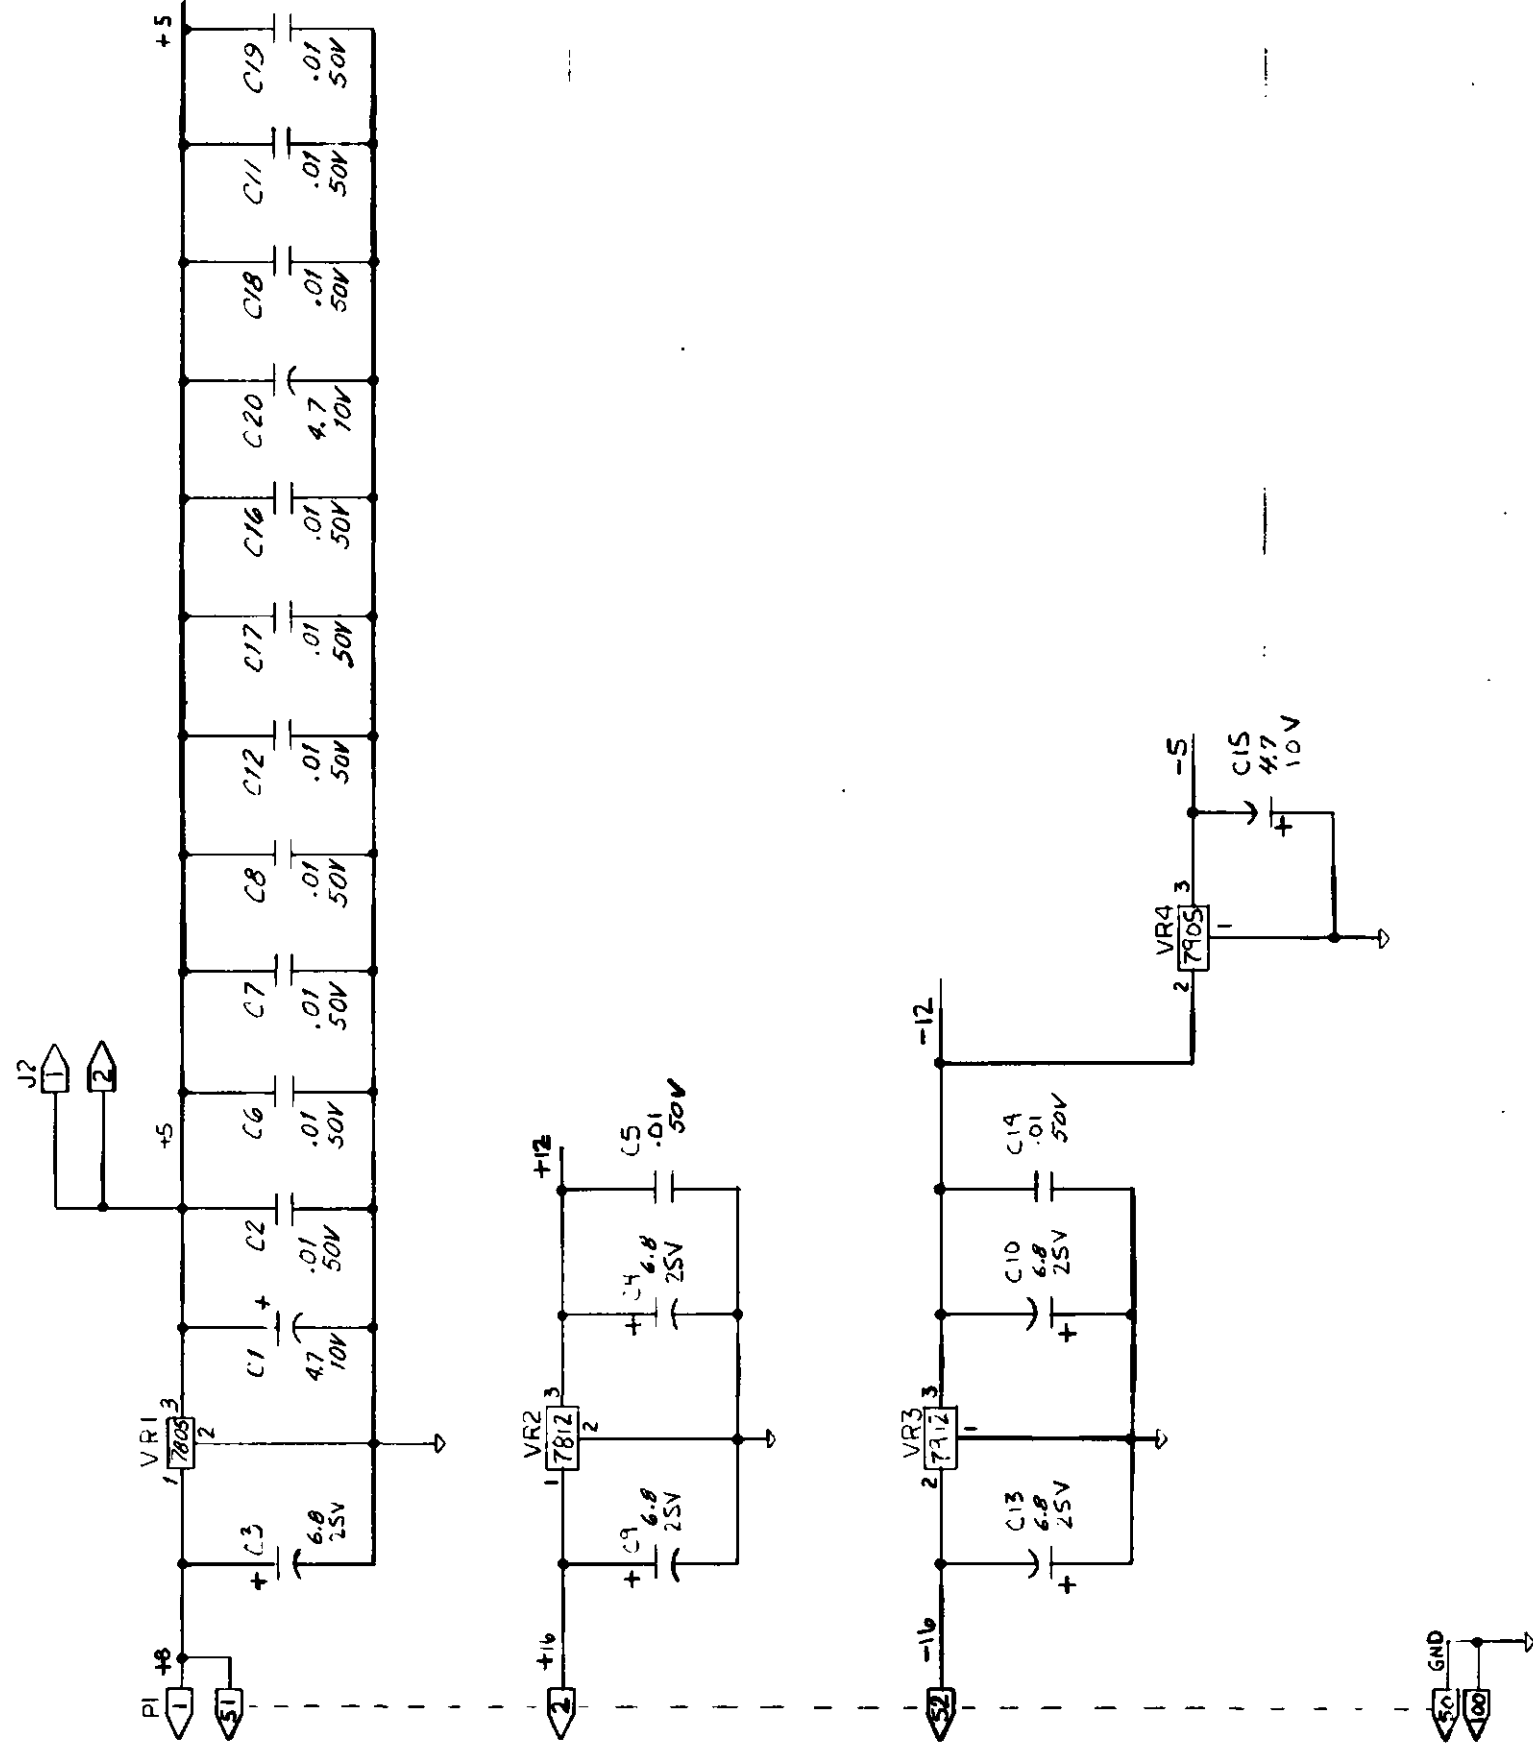 P1
1
+8
51
C3
6.8
25V
+
VR1
1
7805
3
2
C1
+
4.7
10V
C2
.01
50V
J2
1
2
+5
C6
.01
50V
C7
.01
50V
C8
.01
50V
C12
.01
50V
C17
.01
50V
C16
.01
50V
C20
4.7
10V
C18
.01
50V
C11
.01
50V
C19
.01
50V
+5
2
+16
C9
6.8
25V
+
VR2
1
7812
3
2
C4
6.8
25V
+
C5
.01
50V
+12
52
-16
C13
6.8
25V
+
VR3
2
7912
3
1
C10
6.8
25V
+
C14
.01
50V
-12
VR4
2
7905
3
1
-5
C15
4.7
10V
+
50
GND
100